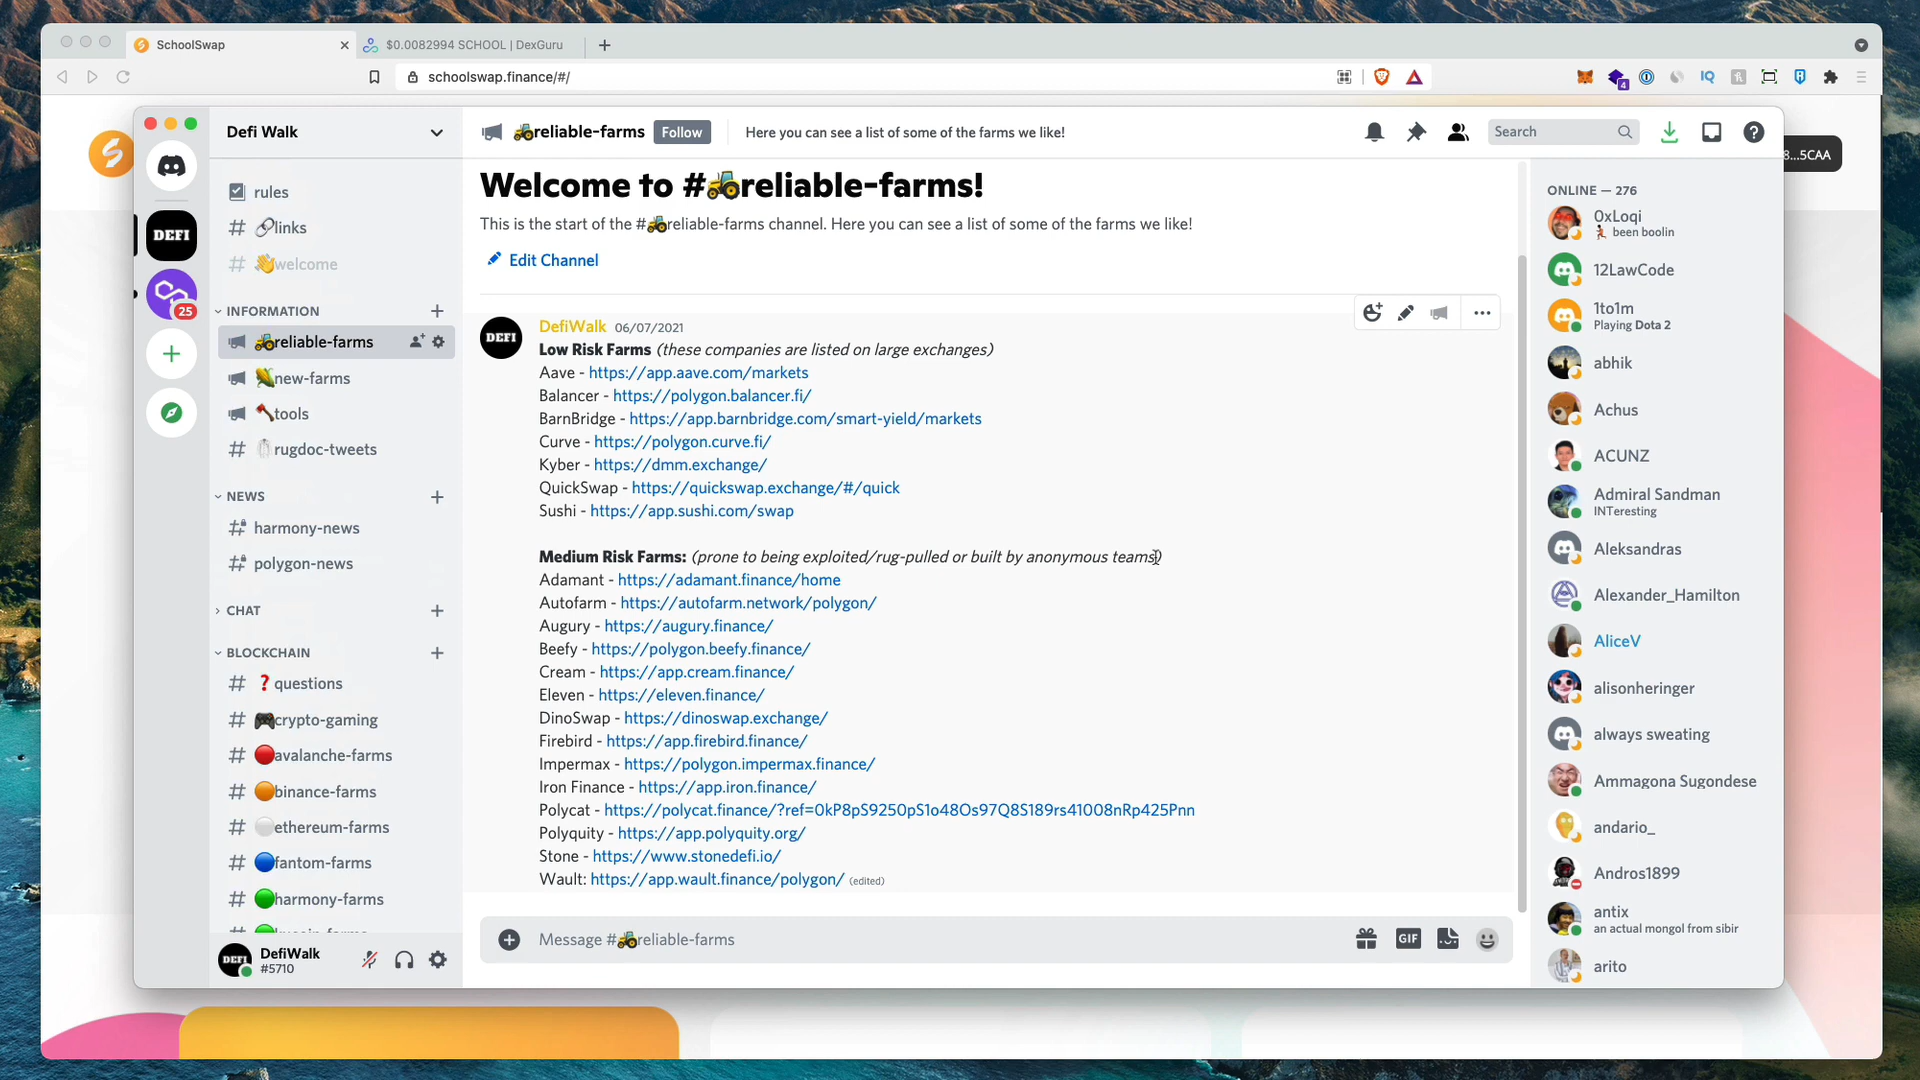 SchoolSwap
$0.0082994 SCHOOL | DexGuru
schoolswap.finance/#/
4
IQ
8...5CAA
Defi Walk
🚜reliable-farms
Follow
Here you can see a list of some of the farms we like!
Search
DEFI
25
rules
🔗links
👋welcome
INFORMATION
🚜reliable-farms
🌽new-farms
🪓tools
rugdoc-tweets
NEWS
harmony-news
polygon-news
CHAT
BLOCKCHAIN
❓questions
🎮crypto-gaming
🔴avalanche-farms
🟠binance-farms
⚪ethereum-farms
🔵fantom-farms
🟢harmony-farms
DEFI
DefiWalk
#5710
Welcome to #🚜reliable-farms!
This is the start of the #🚜reliable-farms channel. Here you can see a list of some of the farms we like!
Edit Channel
DEFI
DefiWalk 06/07/2021
Low Risk Farms (these companies are listed on large exchanges)
Aave - https://app.aave.com/markets
Balancer - https://polygon.balancer.fi/
BarnBridge - https://app.barnbridge.com/smart-yield/markets
Curve - https://polygon.curve.fi/
Kyber - https://dmm.exchange/
QuickSwap - https://quickswap.exchange/#/quick
Sushi - https://app.sushi.com/swap
Medium Risk Farms: (prone to being exploited/rug-pulled or built by anonymous teams)
Adamant - https://adamant.finance/home
Autofarm - https://autofarm.network/polygon/
Augury - https://augury.finance/
Beefy - https://polygon.beefy.finance/
Cream - https://app.cream.finance/
Eleven - https://eleven.finance/
DinoSwap - https://dinoswap.exchange/
Firebird - https://app.firebird.finance/
Impermax - https://polygon.impermax.finance/
Iron Finance - https://app.iron.finance/
Polycat - https://polycat.finance/?ref=0kP8pS9250pS1o48Os97Q8S189rs41008nRp425Pnn
Polyquity - https://app.polyquity.org/
Stone - https://www.stonedefi.io/
Wault: https://app.wault.finance/polygon/ (edited)
Message #🚜reliable-farms
GIF
ONLINE — 276
0xLoqi
🏃 been boolin
12LawCode
1to1m
Playing Dota 2
abhik
Achus
ACUNZ
Admiral Sandman
INTeresting
Aleksandras
Alexander_Hamilton
AliceV
alisonheringer
always sweating
Ammagona Sugondese
andario_
Andros1899
antix
an actual mongol from sibir
arito